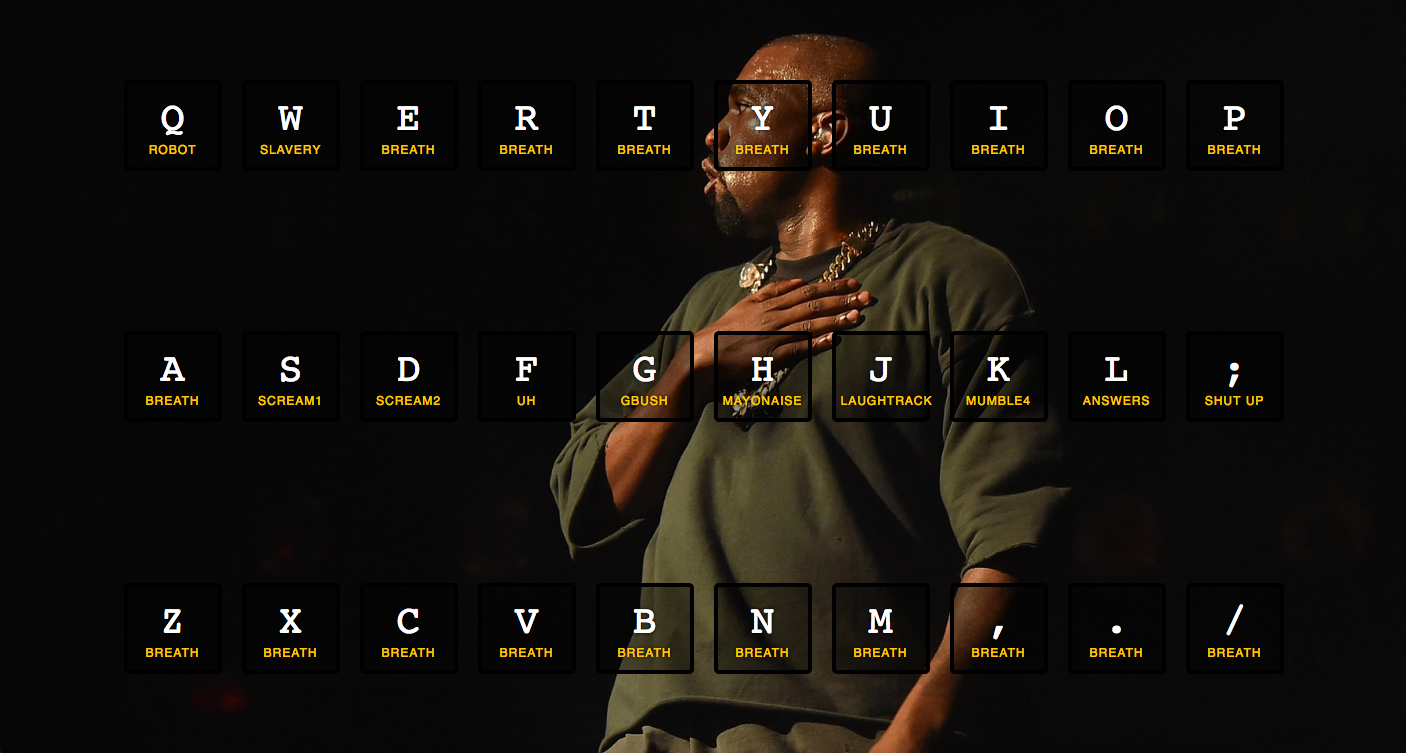 Q W E R T Y U I O P
ROBOT SLAVERY BREATH BREATH BREATH BREATH BREATH BREATH BREATH BREATH
A S D F G H J K L ;
BREATH SCREAM1 SCREAM2 UH GBUSH MAYONAISE LAUGHTRACK MUMBLE4 ANSWERS SHUT UP
Z X C V B N M , . /
BREATH BREATH BREATH BREATH BREATH BREATH BREATH BREATH BREATH BREATH